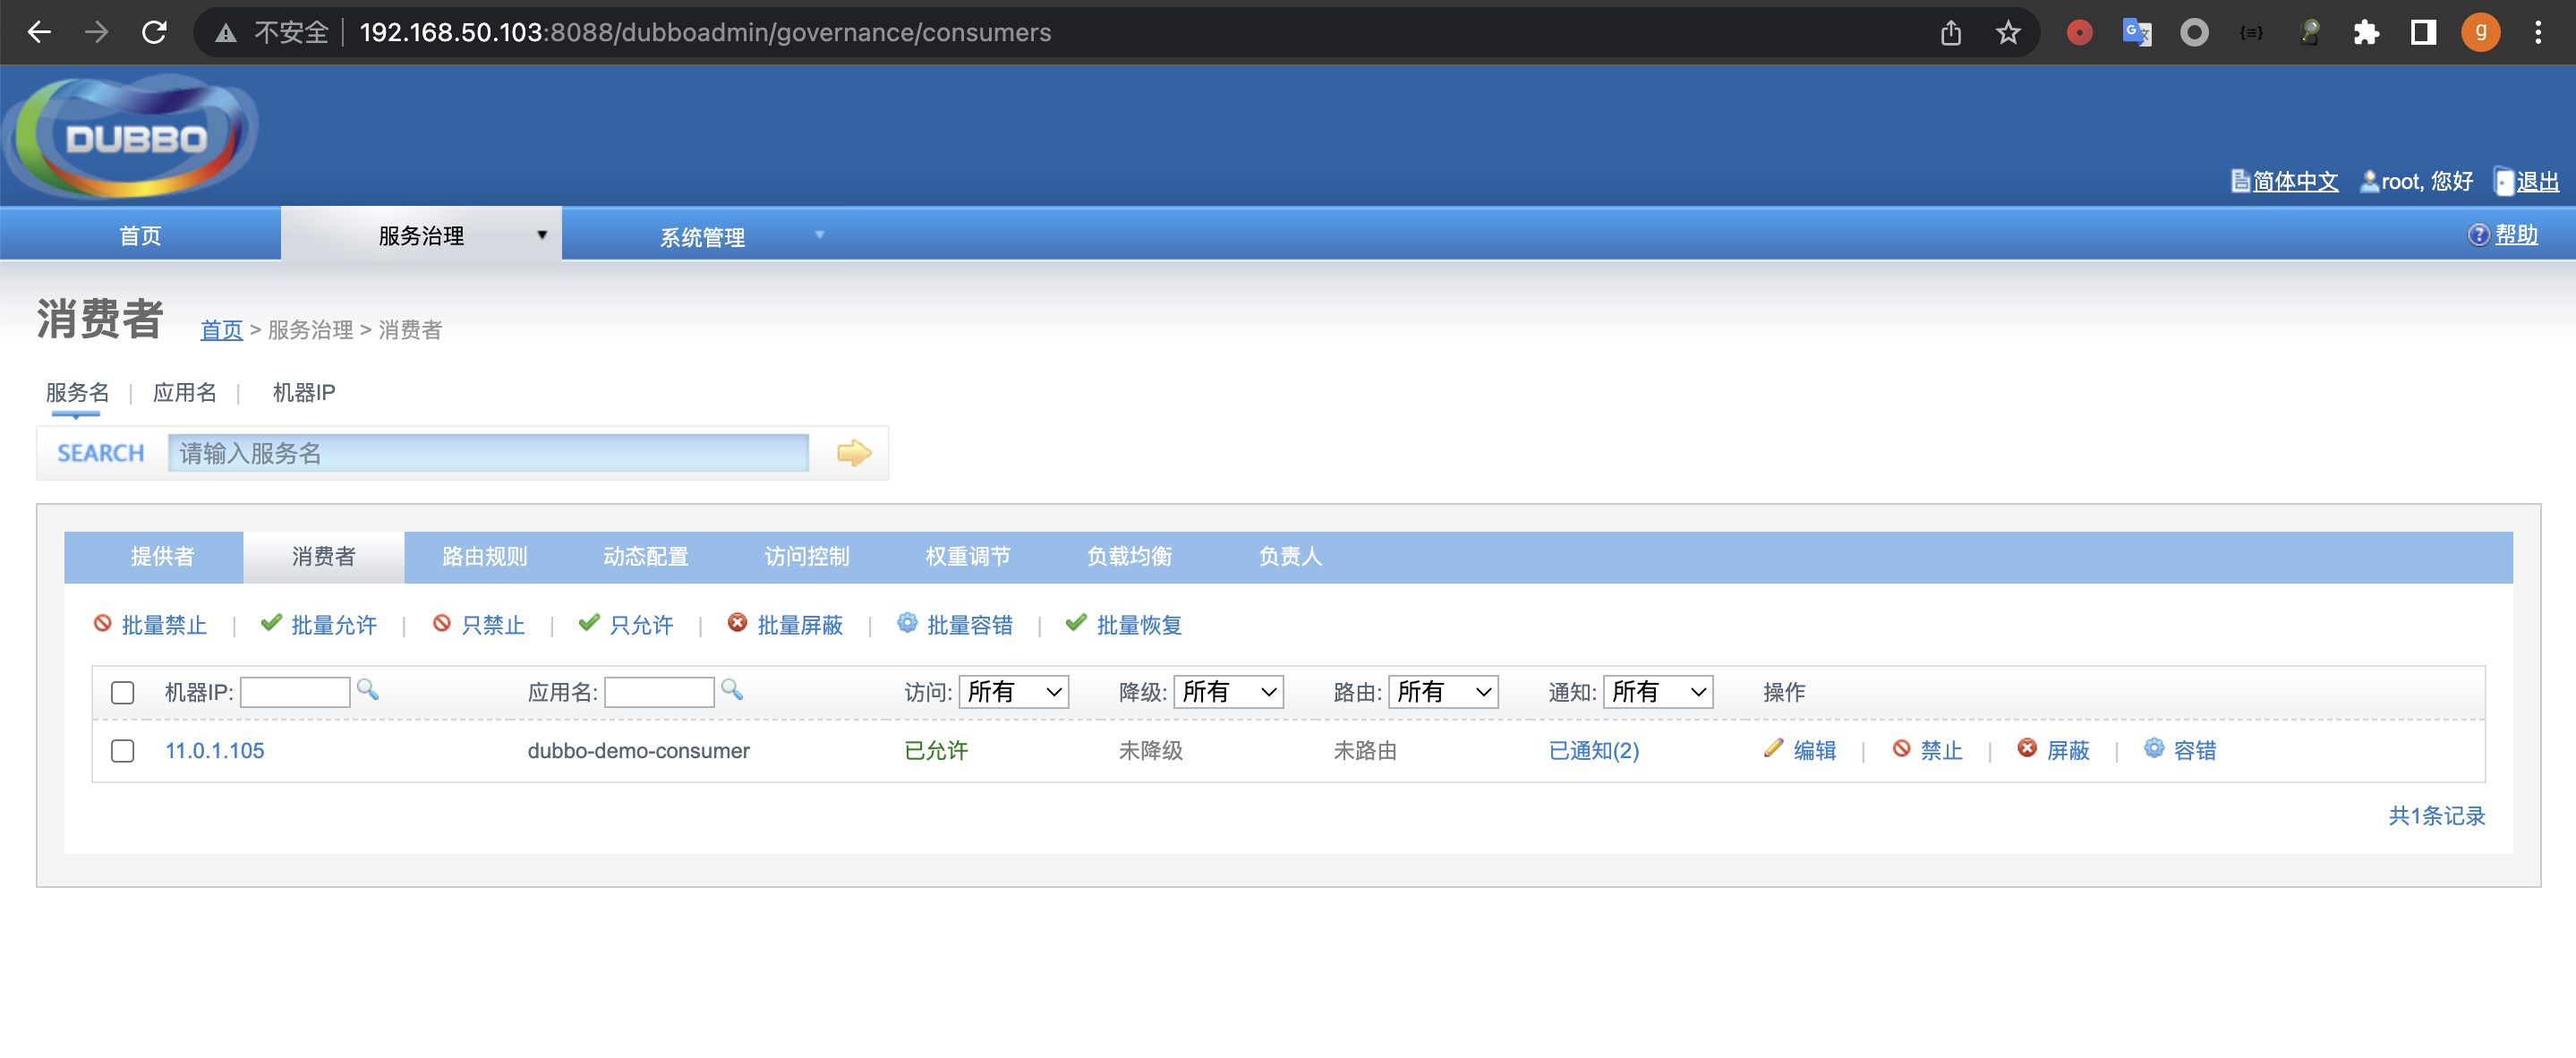 不安全 192.168.50.103:8088/dubboadmin/governance/consumers g
DUBBO
简体中文 root, 您好 退出
首页 服务治理 系统管理 帮助
消费者 首页 > 服务治理 > 消费者
服务名 | 应用名 | 机器IP
SEARCH 请输入服务名
提供者 消费者 路由规则 动态配置 访问控制 权重调节 负载均衡 负责人
批量禁止 | 批量允许 | 只禁止 | 只允许 | 批量屏蔽 | 批量容错 | 批量恢复
机器IP: 应用名: 访问: 所有 降级: 所有 路由: 所有 通知: 所有 操作
11.0.1.105 dubbo-demo-consumer 已允许 未降级 未路由 已通知(2) 编辑 | 禁止 | 屏蔽 | 容错
共1条记录